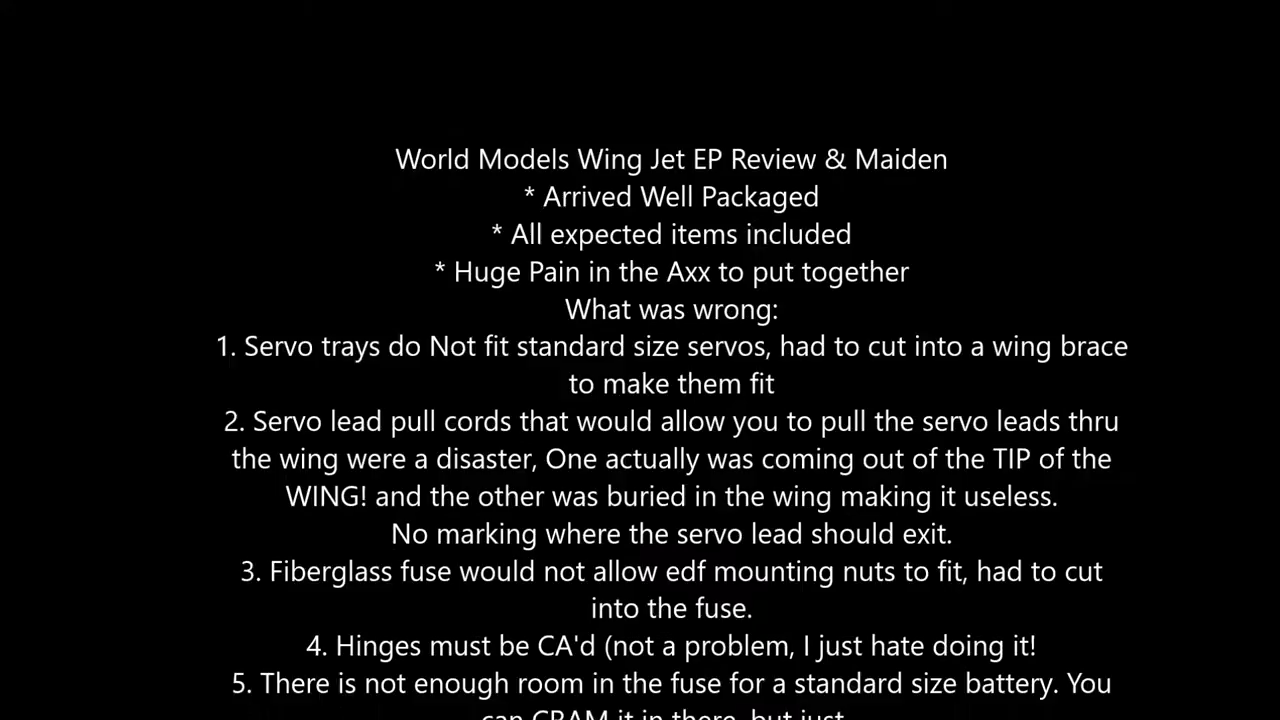 World Models Wing Jet EP Review & Maiden
* Arrived Well Packaged
* All expected items included
* Huge Pain in the Axx to put together
What was wrong:
1. Servo trays do Not fit standard size servos, had to cut into a wing brace
to make them fit
2. Servo lead pull cords that would allow you to pull the servo leads thru
the wing were a disaster, One actually was coming out of the TIP of the
WING! and the other was buried in the wing making it useless.
No marking where the servo lead should exit.
3. Fiberglass fuse would not allow edf mounting nuts to fit, had to cut
into the fuse.
4. Hinges must be CA'd (not a problem, I just hate doing it!
5. There is not enough room in the fuse for a standard size battery. You
can CRAM it in there, but just